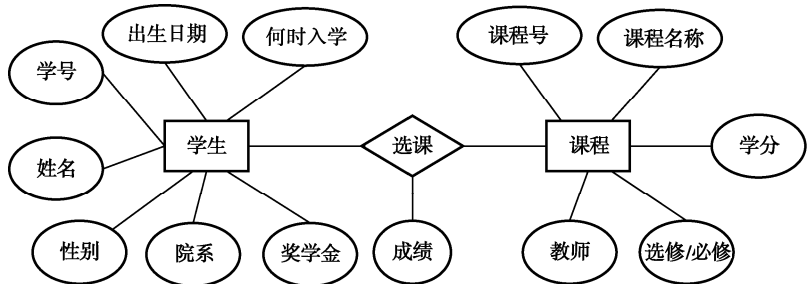 出生日期
何时入学
课程号
课程名称
学号
学生
选课
课程
学分
姓名
性别
院系
奖学金
成绩
教师
选修/必修